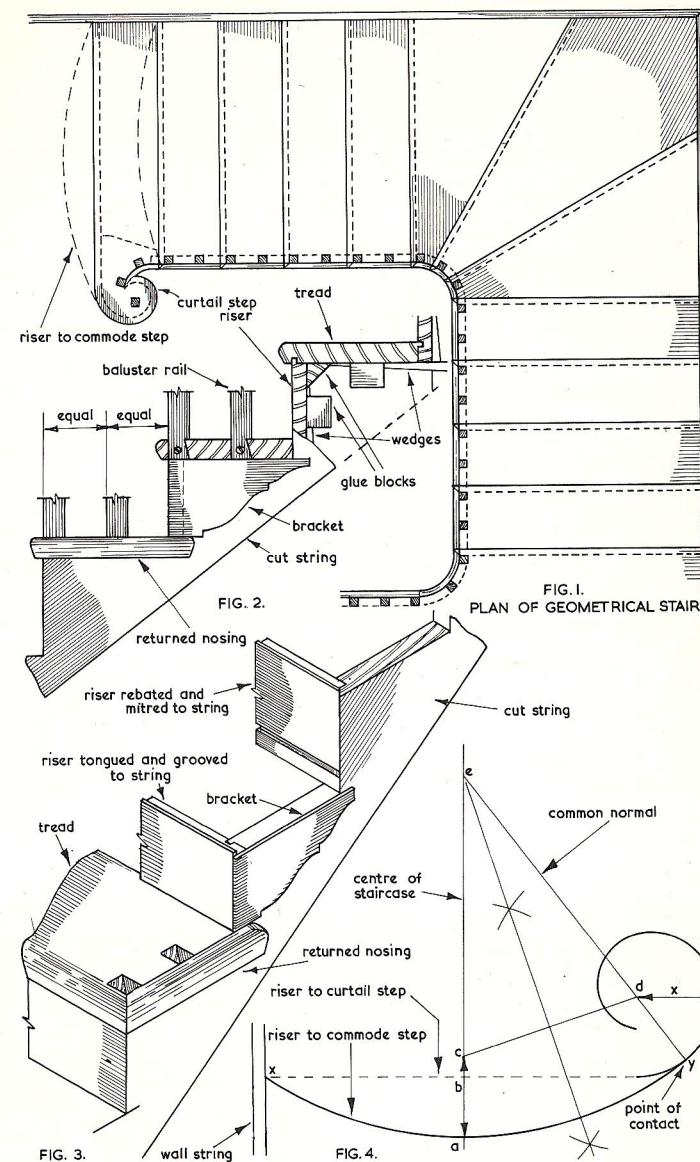 riser to commode step
curtail step
riser
tread
baluster rail
equal
equal
wedges
glue blocks
bracket
cut string
FIG. 2.
returned nosing
FIG. 1.
PLAN OF GEOMETRICAL STAIR
riser rebated and
mitred to string
cut string
riser tongued and grooved
to string
bracket
tread
e
common normal
centre of
staircase
returned nosing
riser to curtail step
d
x
riser to commode step
c
x
b
y
point of
contact
a
FIG. 3.
wall string
FIG. 4.